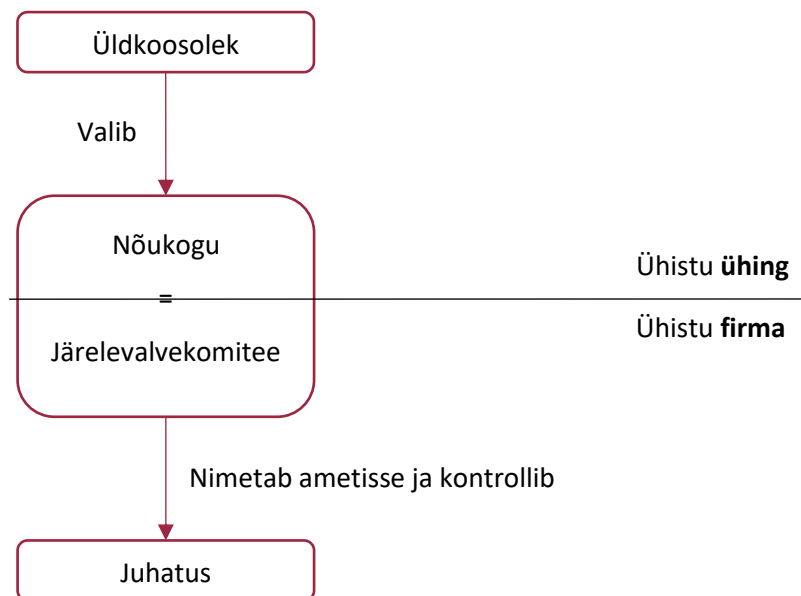 Üldkoosolek
Valib
Nõukogu
Ühistu ühing
=
Ühistu firma
Järelevalvekomitee
Nimetab ametisse ja kontrollib
Juhatus